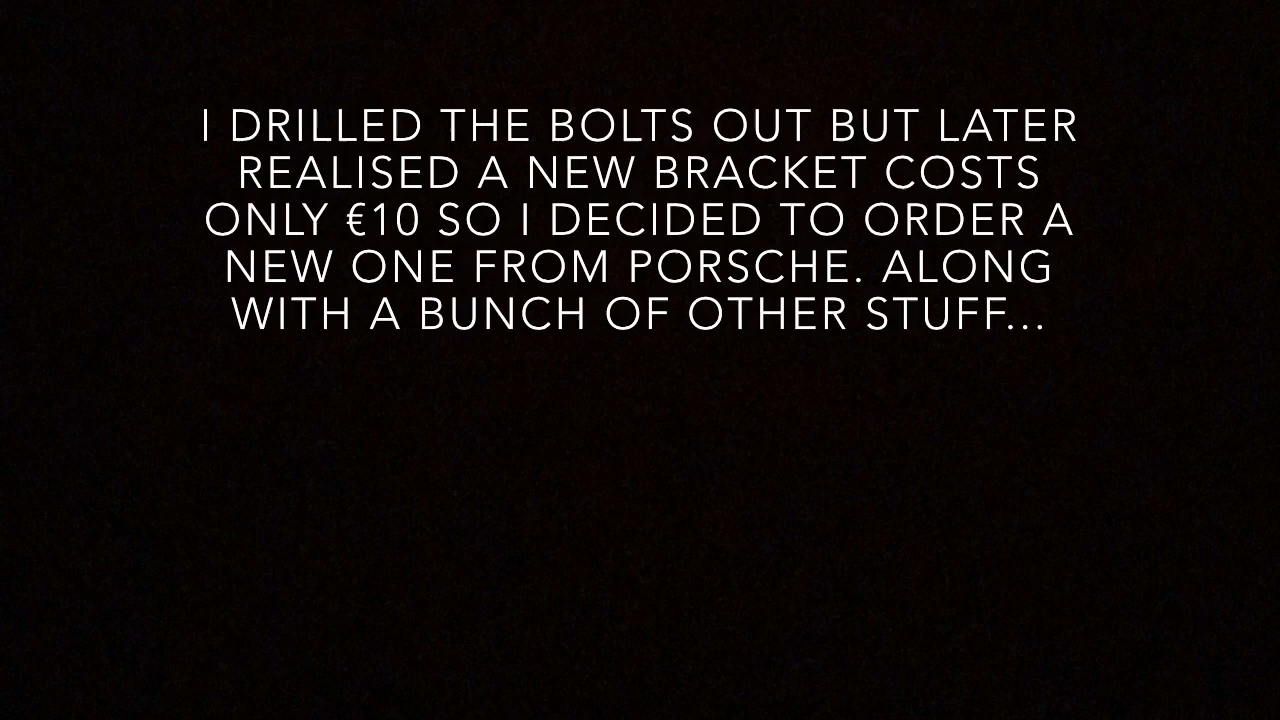 I DRILLED THE BOLTS OUT BUT LATER
REALISED A NEW BRACKET COSTS
ONLY €10 SO I DECIDED TO ORDER A
NEW ONE FROM PORSCHE. ALONG
WITH A BUNCH OF OTHER STUFF...